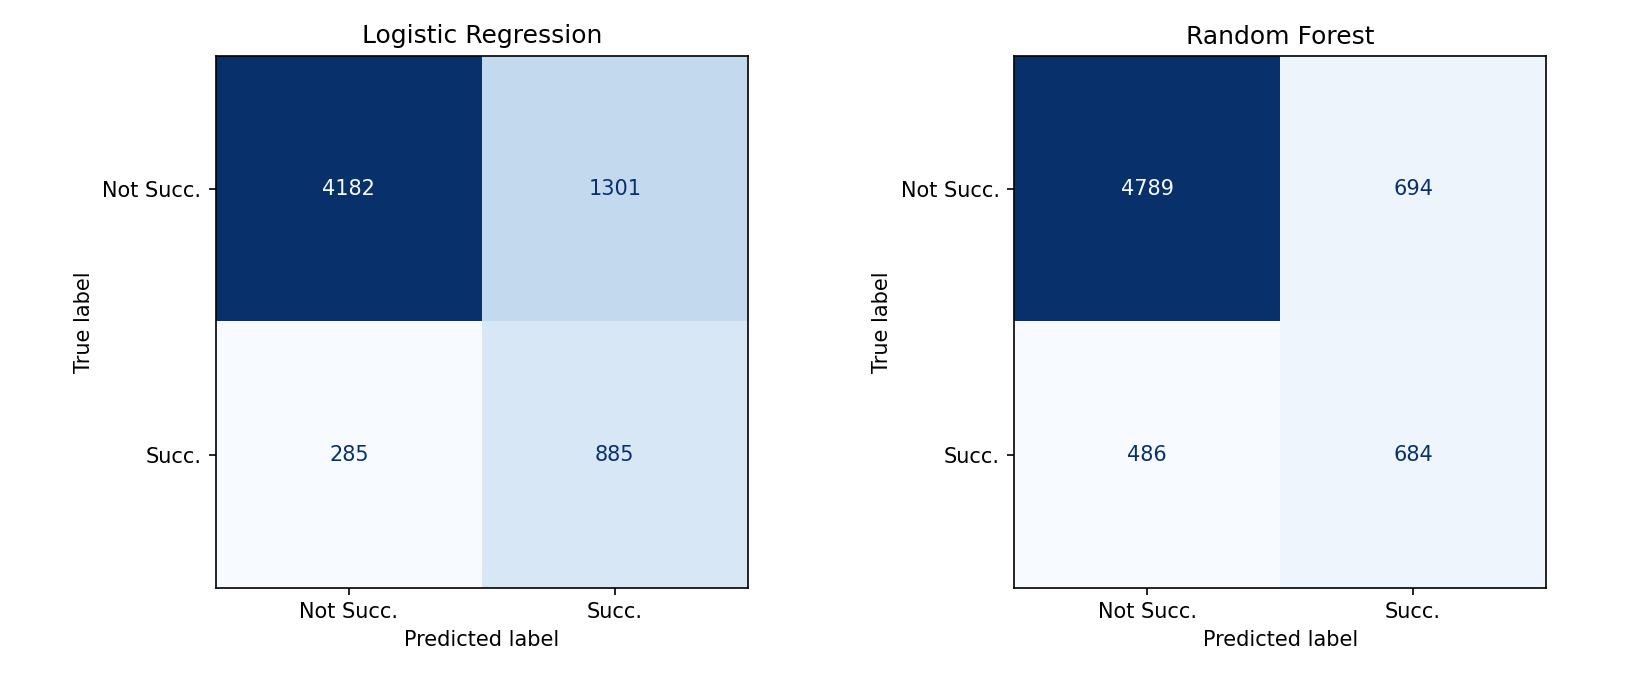 Logistic Regression
True label
Not Succ.
4182
1301
Succ.
285
885
Not Succ.
Succ.
Predicted label
Random Forest
True label
Not Succ.
4789
694
Succ.
486
684
Not Succ.
Succ.
Predicted label